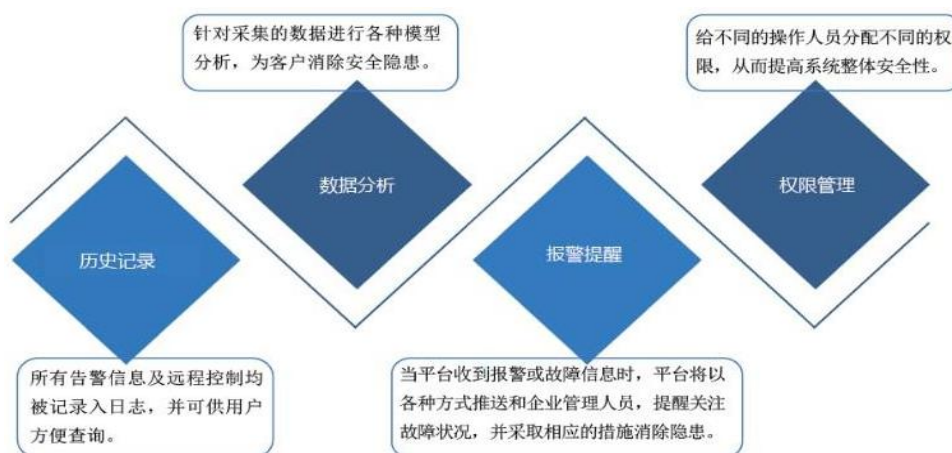 针对采集的数据进行各种模型
分析，为客户消除安全隐患。
给不同的操作人员分配不同的权
限，从而提高系统整体安全性。
数据分析
权限管理
历史记录
报警提醒
所有告警信息及远程控制均
被记录入日志，并可供用户
方便查询。
当平台收到报警或故障信息时，平台将以
各种方式推送和企业管理人员，提醒关注
故障状况，并采取相应的措施消除隐患。